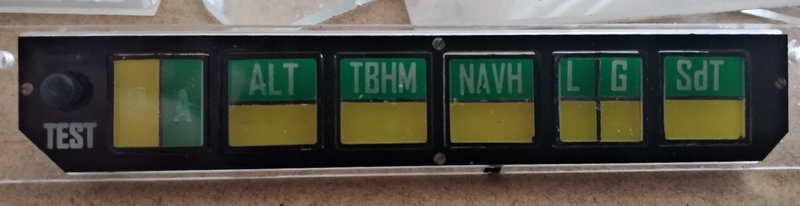 A ALT TBHM NAVH L G SdT
TEST